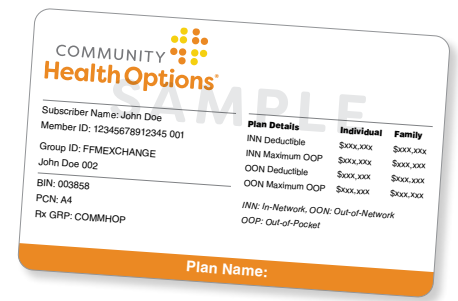 COMMUNITY
Health Options®
SAMPLE
Subscriber Name: John Doe
Member ID: 12345678912345 001
Group ID: FFMEXCHANGE
John Doe 002
BIN: 003858
PCN: A4
Rx GRP: COMMHOP
Plan Details Individual Family
INN Deductible $xxx,xxx $xxx,xxx
INN Maximum OOP $xxx,xxx $xxx,xxx
OON Deductible $xxx,xxx $xxx,xxx
OON Maximum OOP $xxx,xxx $xxx,xxx
INN: In-Network, OON: Out-of-Network
OOP: Out-of-Pocket
Plan Name: